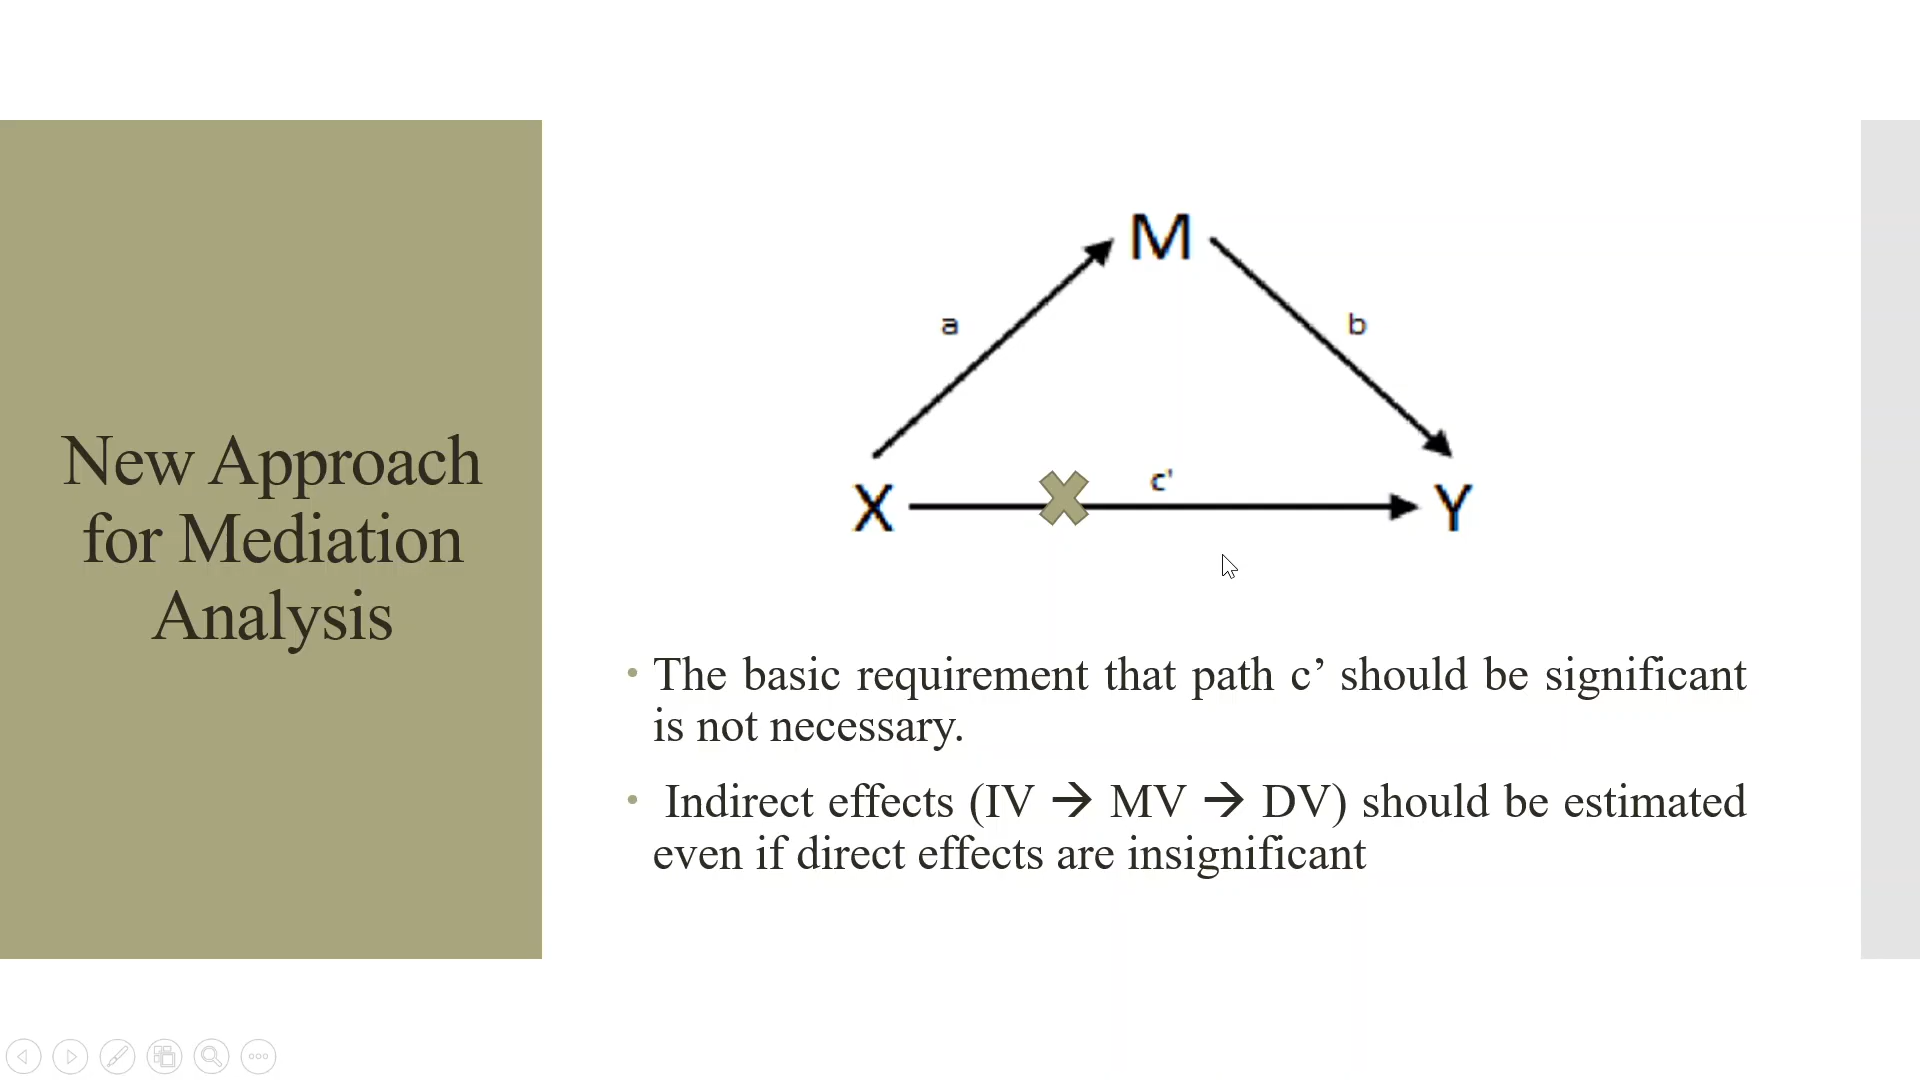 New Approach
for Mediation
Analysis
M
a
b
c'
X
Y
• The basic requirement that path c’ should be significant
is not necessary.
• Indirect effects (IV → MV → DV) should be estimated
even if direct effects are insignificant